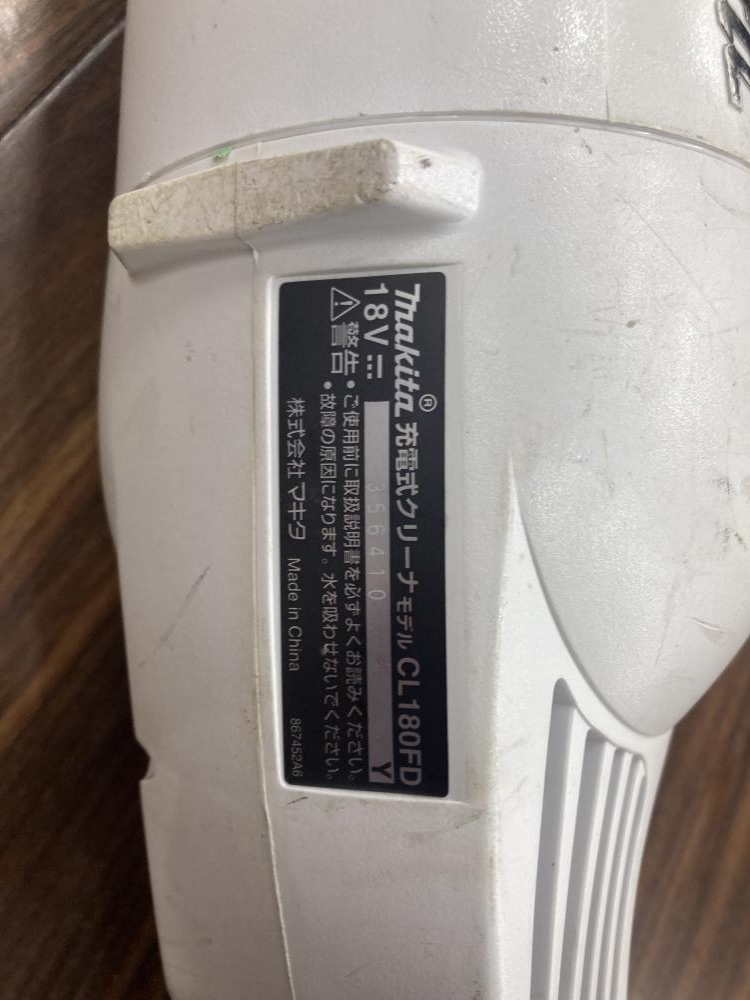 Makita® 充電式クリーナ モデル CL180FD
18V 356410 Y
警告 • ご使用前に取扱説明書を必ずよくお読みください。
• 故障の原因になります。水を吸わせないでください。
株式会社 マキタ Made in China 867452A6